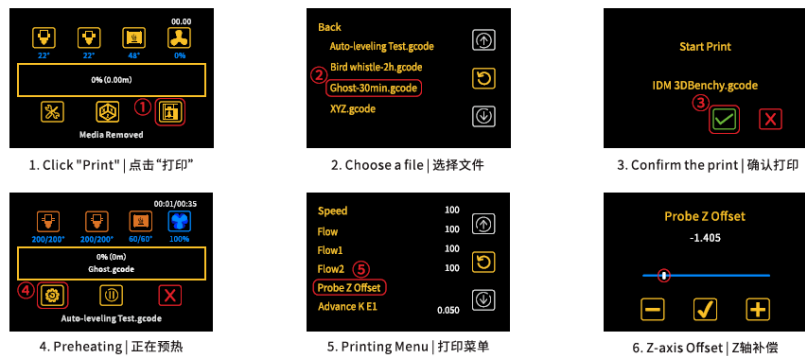 00.00
22° 22° 48° 0%
0% (0.00m)
①
Media Removed
1. Click "Print" | 点击“打印”
Back
Auto-leveling Test.gcode
Bird whistle-2h.gcode
② Ghost-30min.gcode
XYZ.gcode
2. Choose a file | 选择文件
Start Print
IDM 3DBenchy.gcode
③
3. Confirm the print | 确认打印
00:01/00:35
200/200° 200/200° 60/60° 100%
0% (0m)
Ghost.gcode
④
Auto-leveling Test.gcode
4. Preheating | 正在预热
Speed 100
Flow 100
Flow1 100
Flow2 ⑤ 100
Probe Z Offset
Advance K E1 0.050
5. Printing Menu | 打印菜单
Probe Z Offset
-1.405
6. Z-axis Offset | Z轴补偿